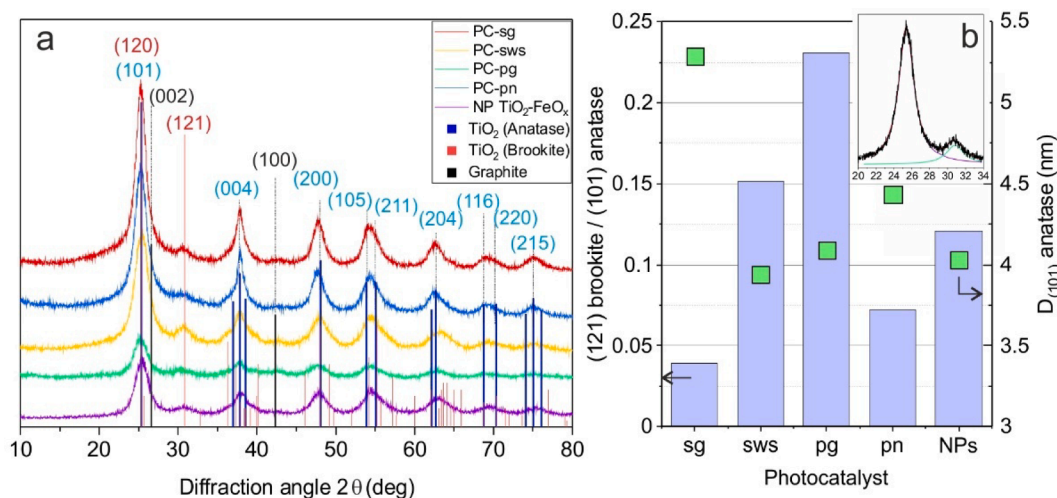 a
PC-sg
PC-sws
PC-pg
PC-pn
NP TiO₂-FeOₓ
TiO₂ (Anatase)
TiO₂ (Brookite)
Graphite
(120)
(101)
(002)
(121)
(004)
(100)
(200)
(105)
(211)
(204)
(116)
(220)
(215)
10 20 30 40 50 60 70 80
Diffraction angle 2θ (deg)
b
(121) brookite / (101) anatase
0.25
0.2
0.15
0.1
0.05
0
20 22 24 26 28 30 32 34
5.5
5
4.5
4
3.5
3
D₍₁₀₁₎ anatase (nm)
sg sws pg pn NPs
Photocatalyst